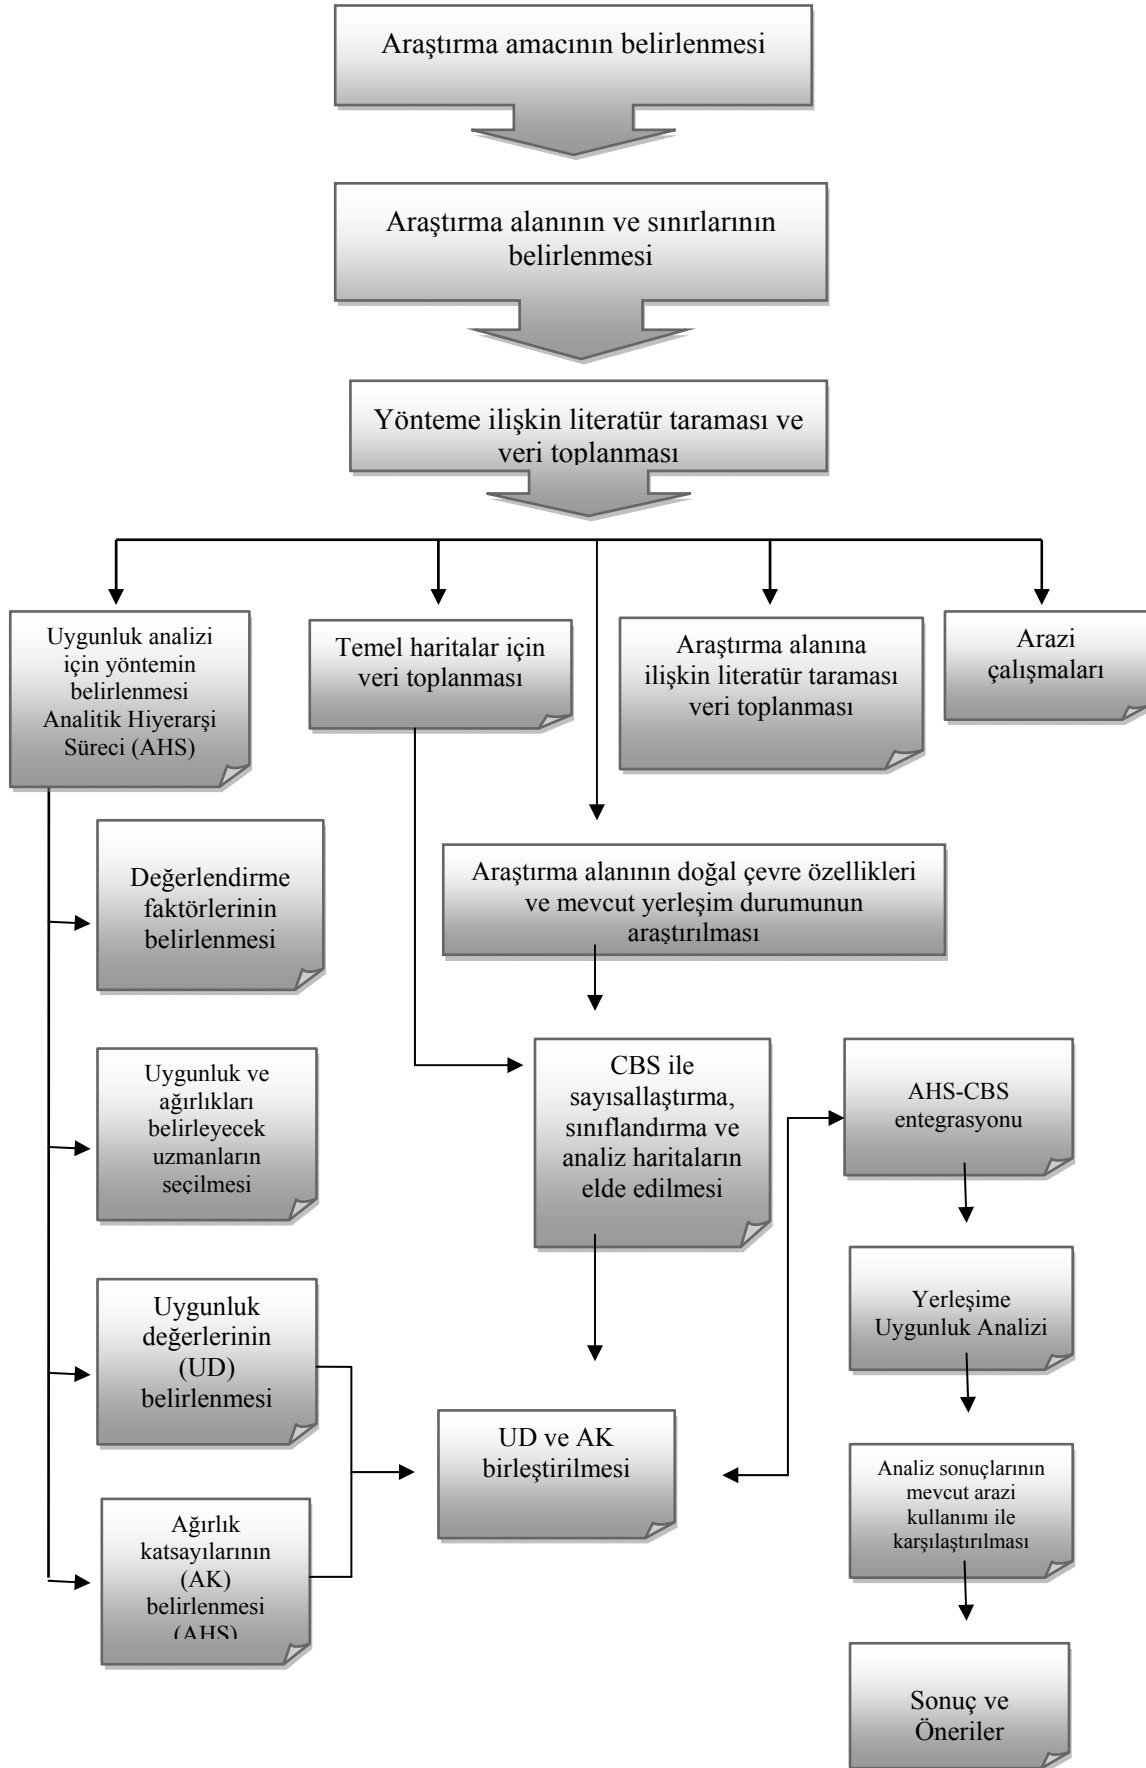 Araştırma amacının belirlenmesi
Araştırma alanının ve sınırlarının
belirlenmesi
Yönteme ilişkin literatür taraması ve
veri toplanması
Uygunluk analizi
için yöntemin
belirlenmesi
Analitik Hiyerarşi
Süreci (AHS)
Temel haritalar için
veri toplanması
Araştırma alanına
ilişkin literatür taraması
veri toplanması
Arazi
çalışmaları
Değerlendirme
faktörlerinin
belirlenmesi
Araştırma alanının doğal çevre özellikleri
ve mevcut yerleşim durumunun
araştırılması
Uygunluk ve
ağırlıkları
belirleyecek
uzmanların
seçilmesi
CBS ile
sayısallaştırma,
sınıflandırma ve
analiz haritaların
elde edilmesi
AHS-CBS
entegrasyonu
Uygunluk
değerlerinin
(UD)
belirlenmesi
Yerleşime
Uygunluk Analizi
UD ve AK
birleştirilmesi
Analiz sonuçlarının
mevcut arazi
kullanımı ile
karşılaştırılması
Ağırlık
katsayılarının
(AK)
belirlenmesi
(AHS)
Sonuç ve
Öneriler